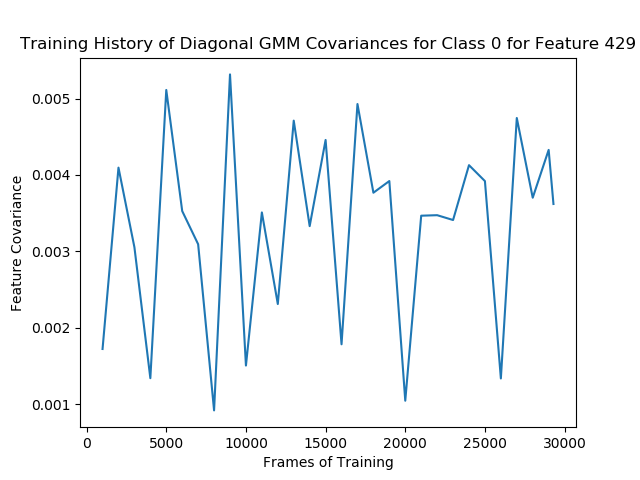 Training History of Diagonal GMM Covariances for Class 0 for Feature 429
Feature Covariance
0.005
0.004
0.003
0.002
0.001
0 5000 10000 15000 20000 25000 30000
Frames of Training